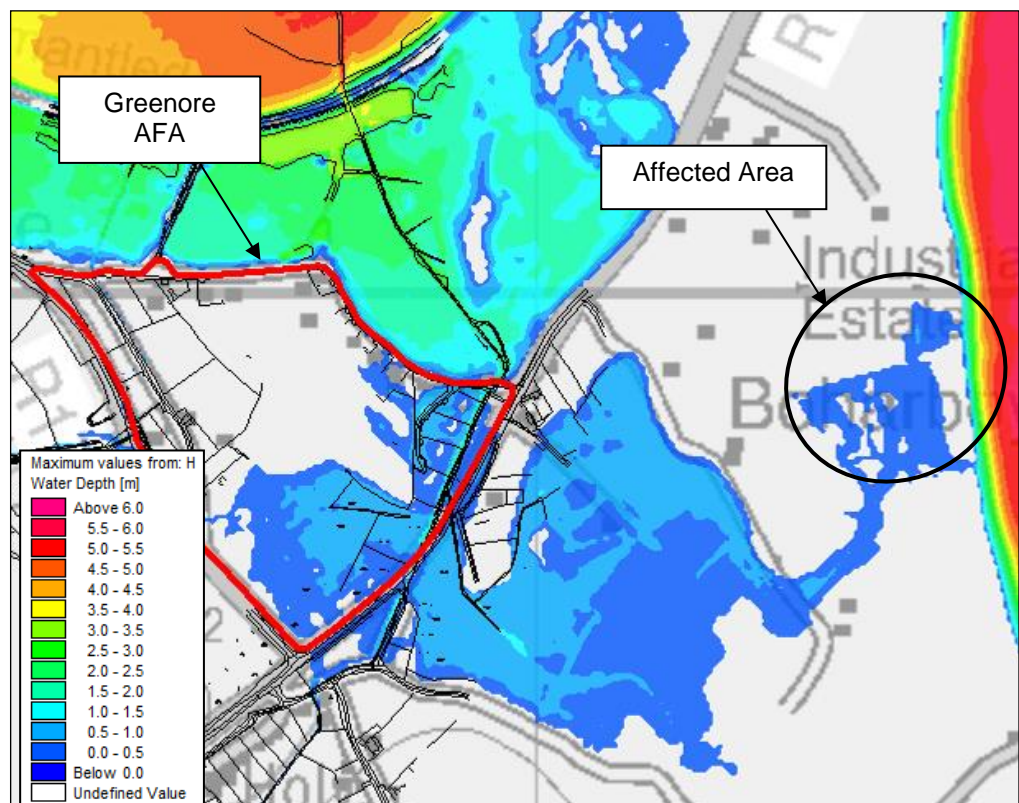 Greenore
AFA
Affected Area
Estate
Maximum values from: H
Water Depth [m]
Above 6.0
5.5 - 6.0
5.0 - 5.5
4.5 - 5.0
4.0 - 4.5
3.5 - 4.0
3.0 - 3.5
2.5 - 3.0
2.0 - 2.5
1.5 - 2.0
1.0 - 1.5
0.5 - 1.0
0.0 - 0.5
Below 0.0
Undefined Value